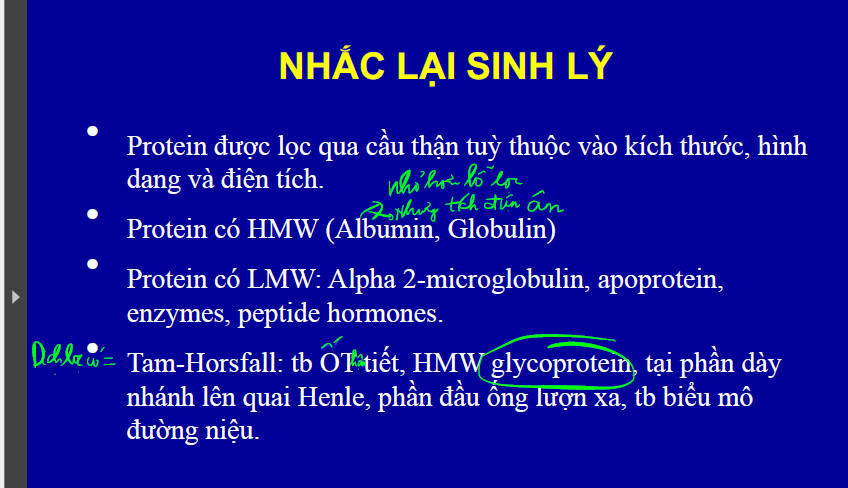 NHẮC LẠI SINH LÝ
Protein được lọc qua cầu thận tuỳ thuộc vào kích thước, hình
dạng và điện tích.
nhỏ hơn lỗ lọc
nhưng tích điện âm
Protein có HMW (Albumin, Globulin)
Protein có LMW: Alpha 2-microglobulin, apoprotein,
enzymes, peptide hormones.
Tam-Horsfall: tb OT tiết, HMW glycoprotein, tại phần dày
nhánh lên quai Henle, phần đầu ống lượn xa, tb biểu mô
đường niệu.